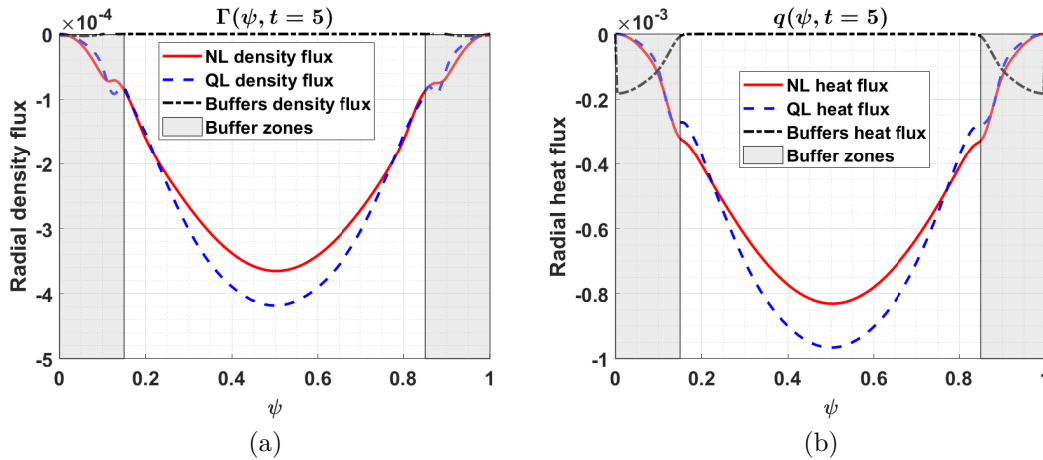 ×10⁻⁴
Γ(ψ, t = 5)
0
-1
-2
-3
-4
-5
Radial density flux
NL density flux
QL density flux
Buffers density flux
Buffer zones
0 0.2 0.4 0.6 0.8 1
ψ
(a)
×10⁻³
q(ψ, t = 5)
0
-0.2
-0.4
-0.6
-0.8
-1
Radial heat flux
NL heat flux
QL heat flux
Buffers heat flux
Buffer zones
0 0.2 0.4 0.6 0.8 1
ψ
(b)